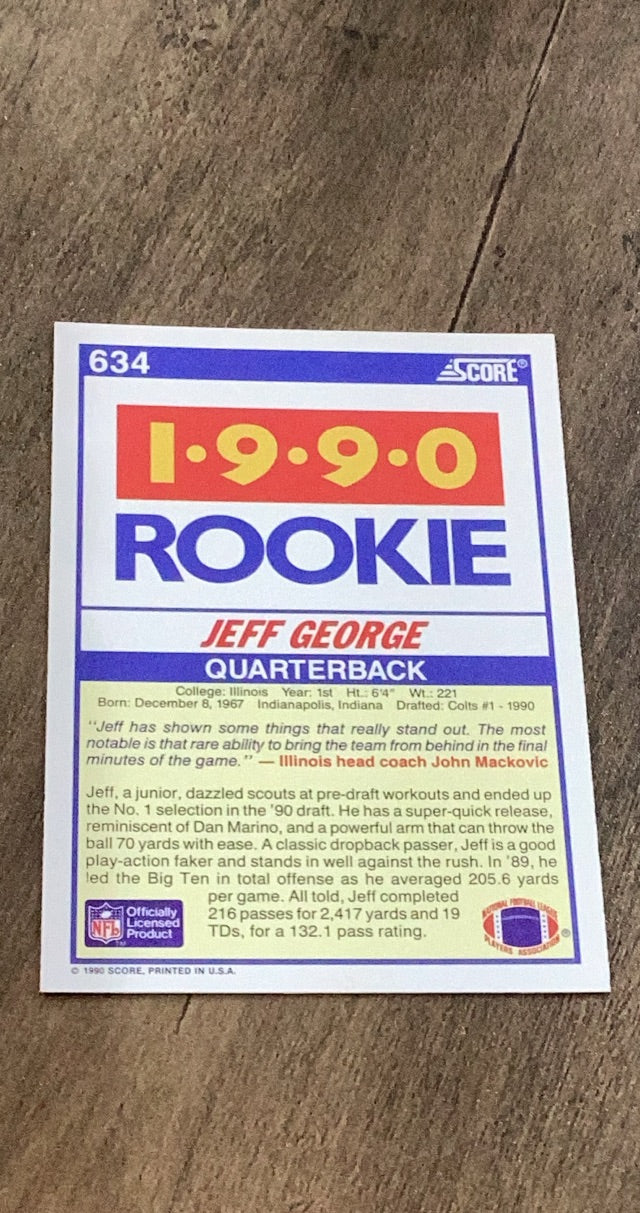 634
SCORE®
1·9·9·0
ROOKIE
JEFF GEORGE
QUARTERBACK
College: Illinois Year: 1st Ht.: 6'4" Wt.: 221
Born: December 8, 1967 Indianapolis, Indiana Drafted: Colts #1 - 1990
"Jeff has shown some things that really stand out. The most
notable is that rare ability to bring the team from behind in the final
minutes of the game." — Illinois head coach John Mackovic
Jeff, a junior, dazzled scouts at pre-draft workouts and ended up
the No. 1 selection in the '90 draft. He has a super-quick release,
reminiscent of Dan Marino, and a powerful arm that can throw the
ball 70 yards with ease. A classic dropback passer, Jeff is a good
play-action faker and stands in well against the rush. In '89, he
led the Big Ten in total offense as he averaged 205.6 yards
per game. All told, Jeff completed
216 passes for 2,417 yards and 19
TDs, for a 132.1 pass rating.
NFL
TM
Officially
Licensed
Product
NATIONAL FOOTBALL LEAGUE
PLAYERS ASSOCIATION
®
© 1990 SCORE, PRINTED IN U.S.A.